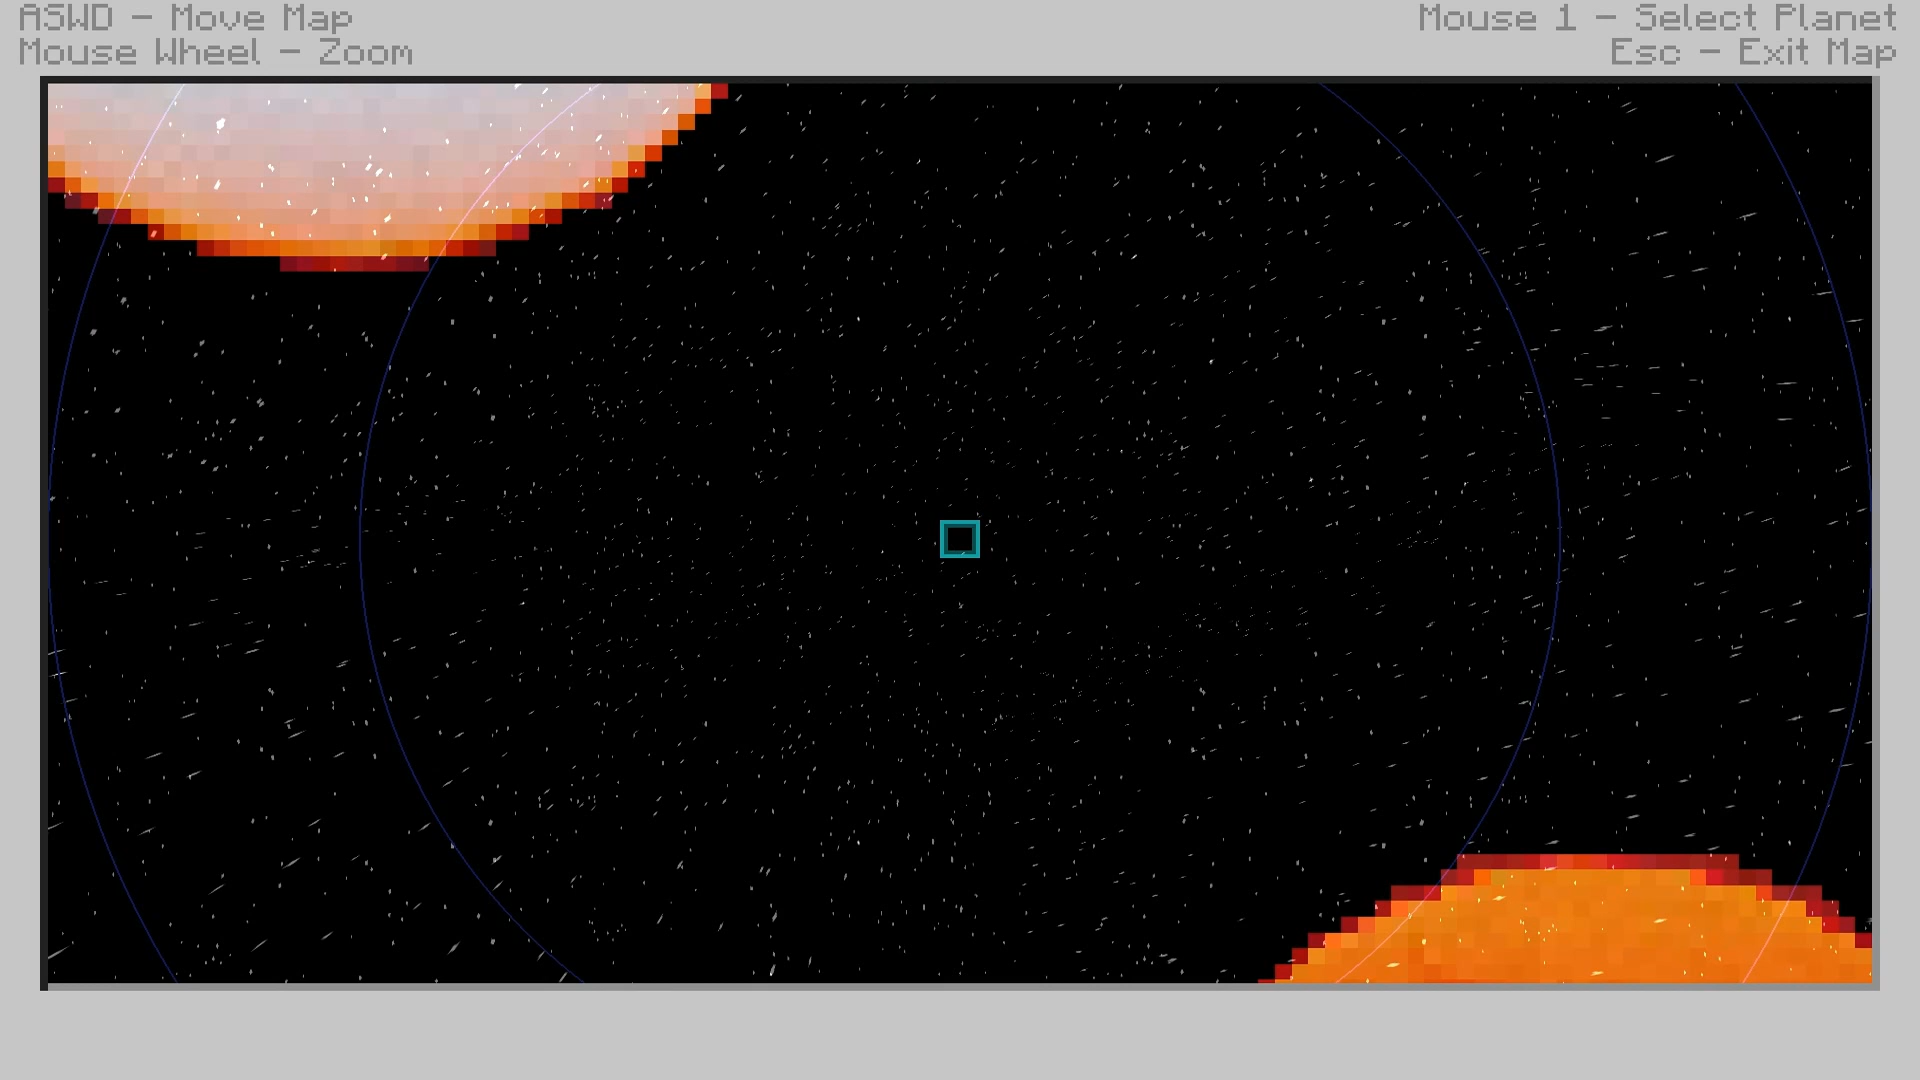 ASWD - Move Map
Mouse Wheel - Zoom
Mouse 1 - Select Planet
Esc - Exit Map